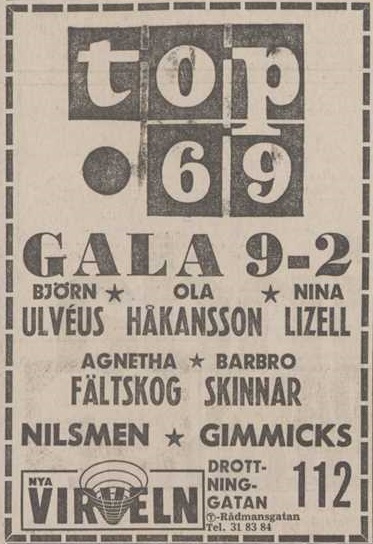 top
69
GALA 9-2
BJÖRN ★ OLA ★ NINA
ULVÉUS HÅKANSSON LIZELL
AGNETHA ★ BARBRO
FÄLTSKOG SKINNAR
NILSMEN ★ GIMMICKS
NYA
VIRVELN
DROTT-
NING-
GATAN
112
Ⓣ-Rådmansgatan
Tel. 31 83 84